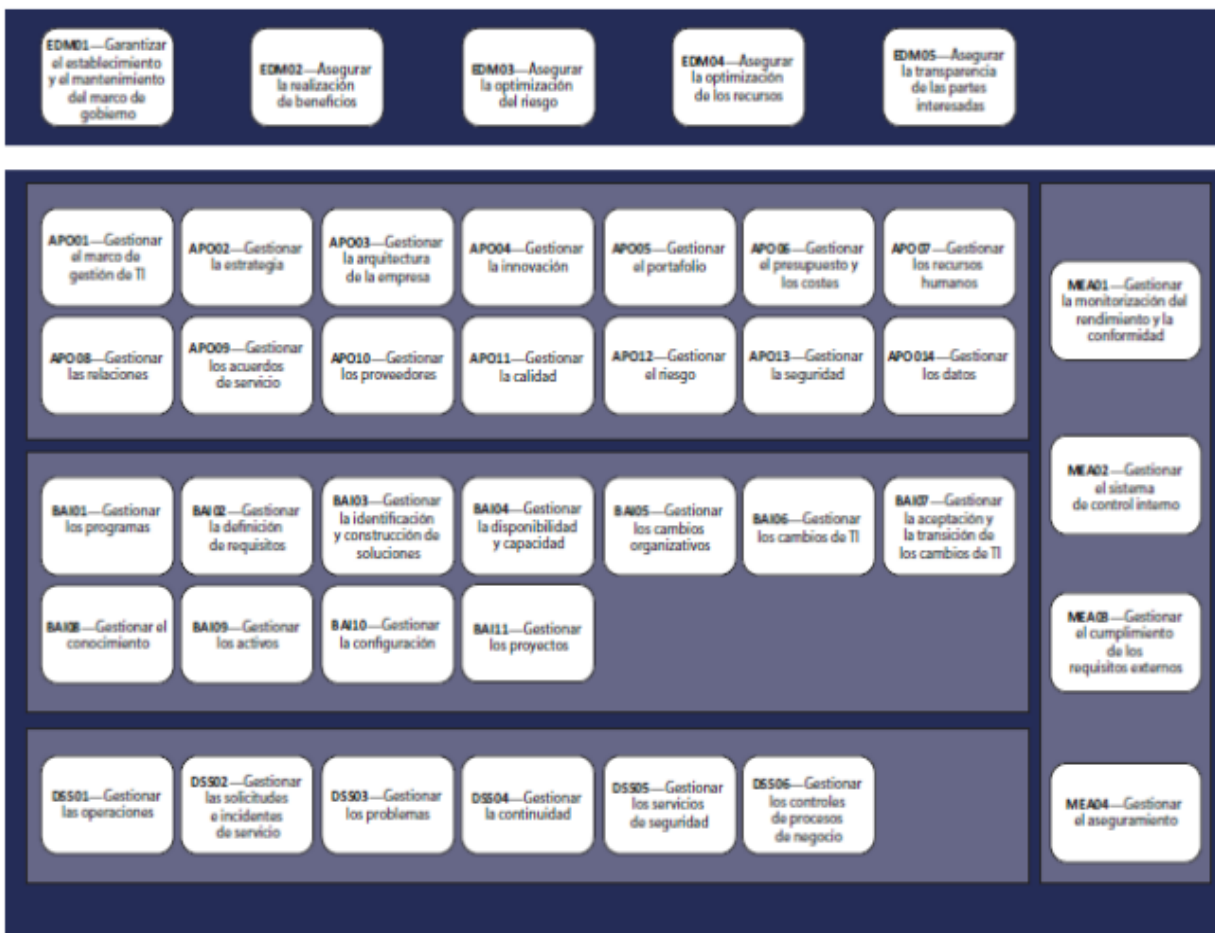 EDM01—Garantizar
el establecimiento
y el mantenimiento
del marco de
gobierno
EDM02—Asegurar
la realización
de beneficios
EDM03—Asegurar
la optimización
del riesgo
EDM04—Asegurar
la optimización
de los recursos
EDM05—Asegurar
la transparencia
de las partes
interesadas
APO01—Gestionar
el marco de
gestión de TI
APO02—Gestionar
la estrategia
APO03—Gestionar
la arquitectura
de la empresa
APO04—Gestionar
la innovación
APO05—Gestionar
el portafolio
APO06—Gestionar
el presupuesto y
los costes
APO07—Gestionar
los recursos
humanos
APO08—Gestionar
las relaciones
APO09—Gestionar
los acuerdos
de servicio
APO10—Gestionar
los proveedores
APO11—Gestionar
la calidad
APO12—Gestionar
el riesgo
APO13—Gestionar
la seguridad
APO014—Gestionar
los datos
BAI01—Gestionar
los programas
BAI02—Gestionar
la definición
de requisitos
BAI03—Gestionar
la identificación
y construcción de
soluciones
BAI04—Gestionar
la disponibilidad
y capacidad
BAI05—Gestionar
los cambios
organizativos
BAI06—Gestionar
los cambios de TI
BAI07—Gestionar
la aceptación y
la transición de
los cambios de TI
BAI08—Gestionar el
conocimiento
BAI09—Gestionar
los activos
BAI10—Gestionar
la configuración
BAI11—Gestionar
los proyectos
DSS01—Gestionar
las operaciones
DSS02—Gestionar
las solicitudes
e incidentes
de servicio
DSS03—Gestionar
los problemas
DSS04—Gestionar
la continuidad
DSS05—Gestionar
los servicios
de seguridad
DSS06—Gestionar
los controles
de procesos
de negocio
MEA01—Gestionar
la monitorización del
rendimiento y la
conformidad
MEA02—Gestionar
el sistema
de control interno
MEA03—Gestionar
el cumplimiento
de los
requisitos externos
MEA04—Gestionar
el aseguramiento